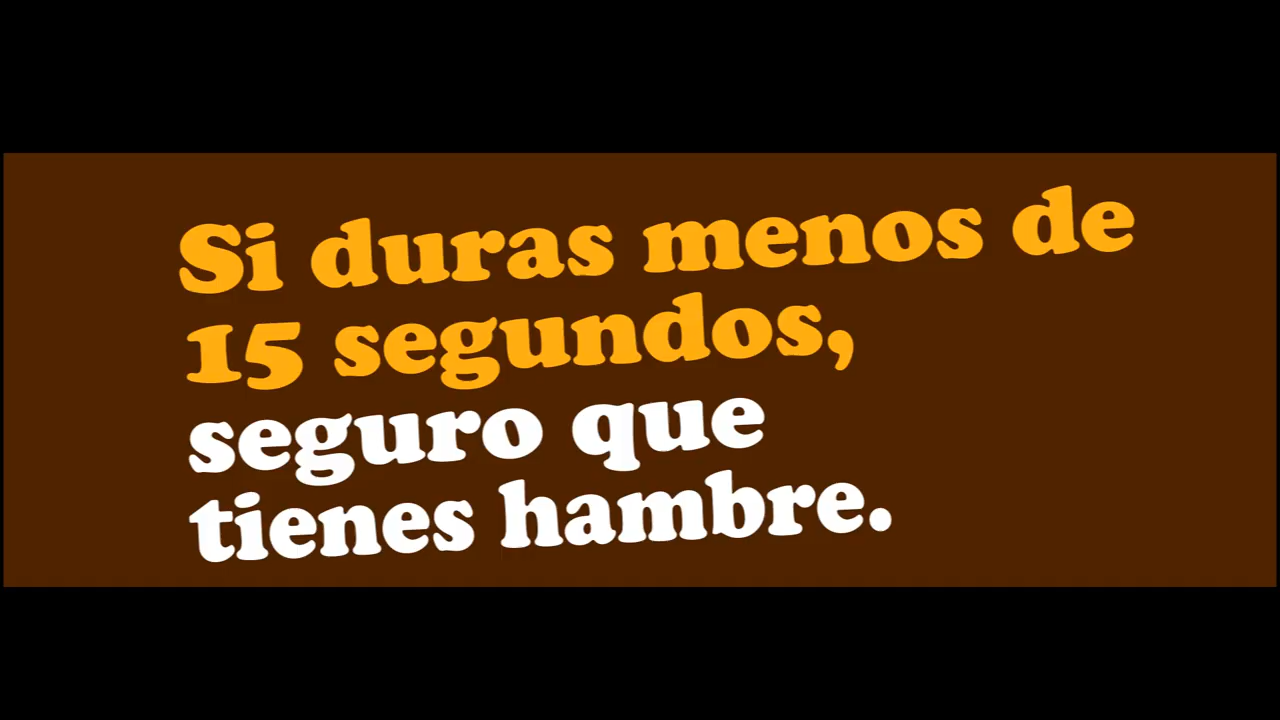 Si duras menos de
15 segundos,
seguro que
tienes hambre.